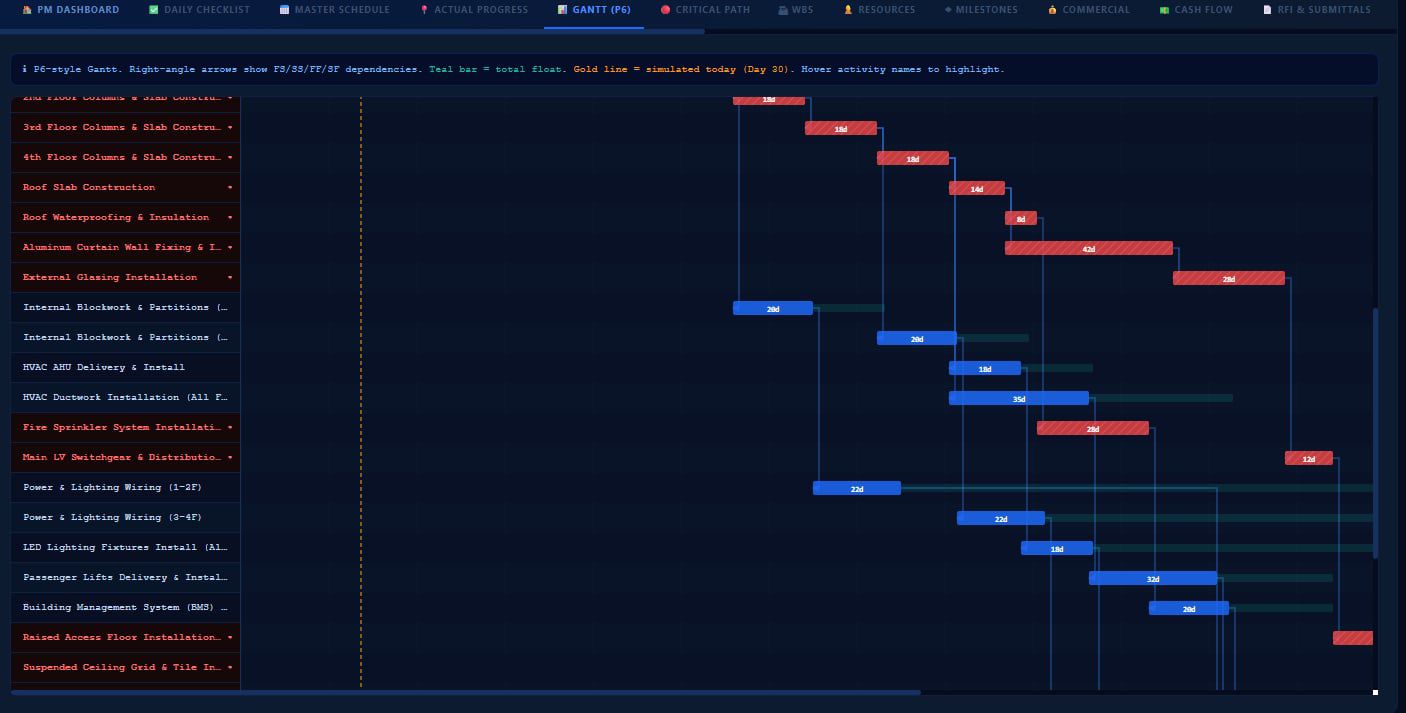 PM DASHBOARD DAILY CHECKLIST MASTER SCHEDULE ACTUAL PROGRESS GANTT (P6) CRITICAL PATH WBS RESOURCES MILESTONES COMMERCIAL CASH FLOW RFI & SUBMITTALS
ℹ P6-style Gantt. Right-angle arrows show FS/SS/FF/SF dependencies. Teal bar = total float. Gold line = simulated today (Day 30). Hover activity names to highlight.
2nd Floor Columns & Slab Constru… 18d
3rd Floor Columns & Slab Constru… 18d
4th Floor Columns & Slab Constru… 18d
Roof Slab Construction 14d
Roof Waterproofing & Insulation 8d
Aluminum Curtain Wall Fixing & I… 42d
External Glazing Installation 28d
Internal Blockwork & Partitions (… 20d
Internal Blockwork & Partitions (… 20d
HVAC AHU Delivery & Install 18d
HVAC Ductwork Installation (All F… 35d
Fire Sprinkler System Installati… 28d
Main LV Switchgear & Distributio… 12d
Power & Lighting Wiring (1-2F) 22d
Power & Lighting Wiring (3-4F) 22d
LED Lighting Fixtures Install (Al… 18d
Passenger Lifts Delivery & Instal… 32d
Building Management System (BMS) … 20d
Raised Access Floor Installation…
Suspended Ceiling Grid & Tile In…